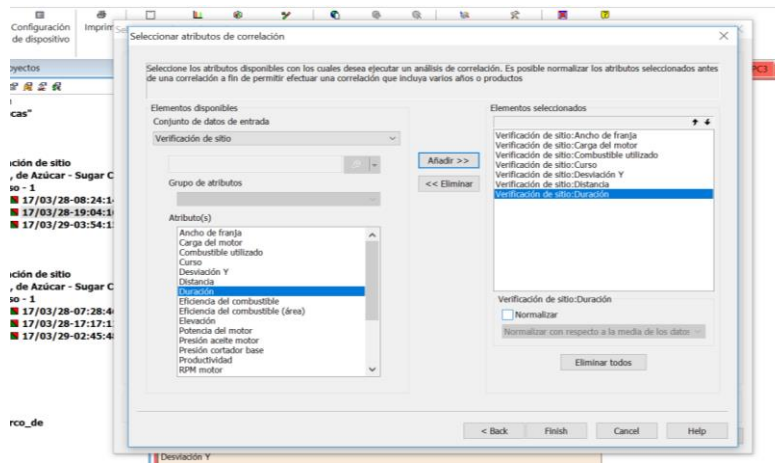 Configuración
de dispositivo
Seleccionar atributos de correlación
Seleccione los atributos disponibles con los cuales desea ejecutar un análisis de correlación. Es posible normalizar los atributos seleccionados antes
de una correlación a fin de permitir efectuar una correlación que incluya varios años o productos
Elementos disponibles
Conjunto de datos de entrada
Verificación de sitio
Grupo de atributos
Atributo(s)
Ancho de franja
Carga del motor
Combustible utilizado
Curso
Desviación Y
Distancia
Duración
Eficiencia del combustible
Eficiencia del combustible (área)
Elevación
Potencia del motor
Presión aceite motor
Presión cortador base
Productividad
RPM motor
Añadir >>
<< Eliminar
Elementos seleccionados
Verificación de sitio:Ancho de franja
Verificación de sitio:Carga del motor
Verificación de sitio:Combustible utilizado
Verificación de sitio:Curso
Verificación de sitio:Desviación Y
Verificación de sitio:Distancia
Verificación de sitio:Duración
Verificación de sitio:Duración
Normalizar
Normalizar con respecto a la media de los datos
Eliminar todos
< Back
Finish
Cancel
Help
Imprim
Se
PC3
oyectos
cas"
ción de sitio
, de Azúcar - Sugar C
so - 1
17/03/28-08:24:1
17/03/28-19:04:1
17/03/29-03:54:1
ción de sitio
, de Azúcar - Sugar C
so - 1
17/03/28-07:28:4
17/03/28-17:17:1
17/03/29-02:45:4
rco_de
Desviación Y